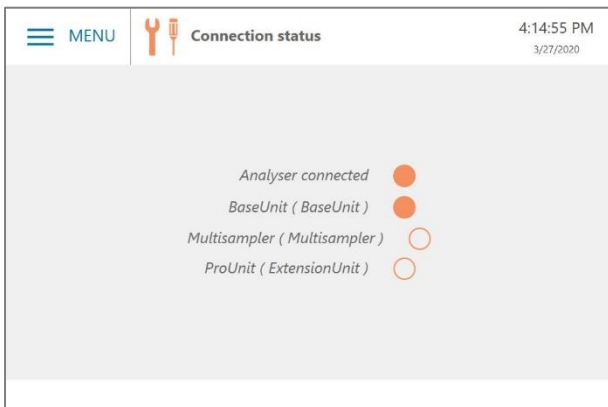 MENU
Connection status
4:14:55 PM
3/27/2020
Analyser connected
BaseUnit ( BaseUnit )
Multisampler ( Multisampler )
ProUnit ( ExtensionUnit )